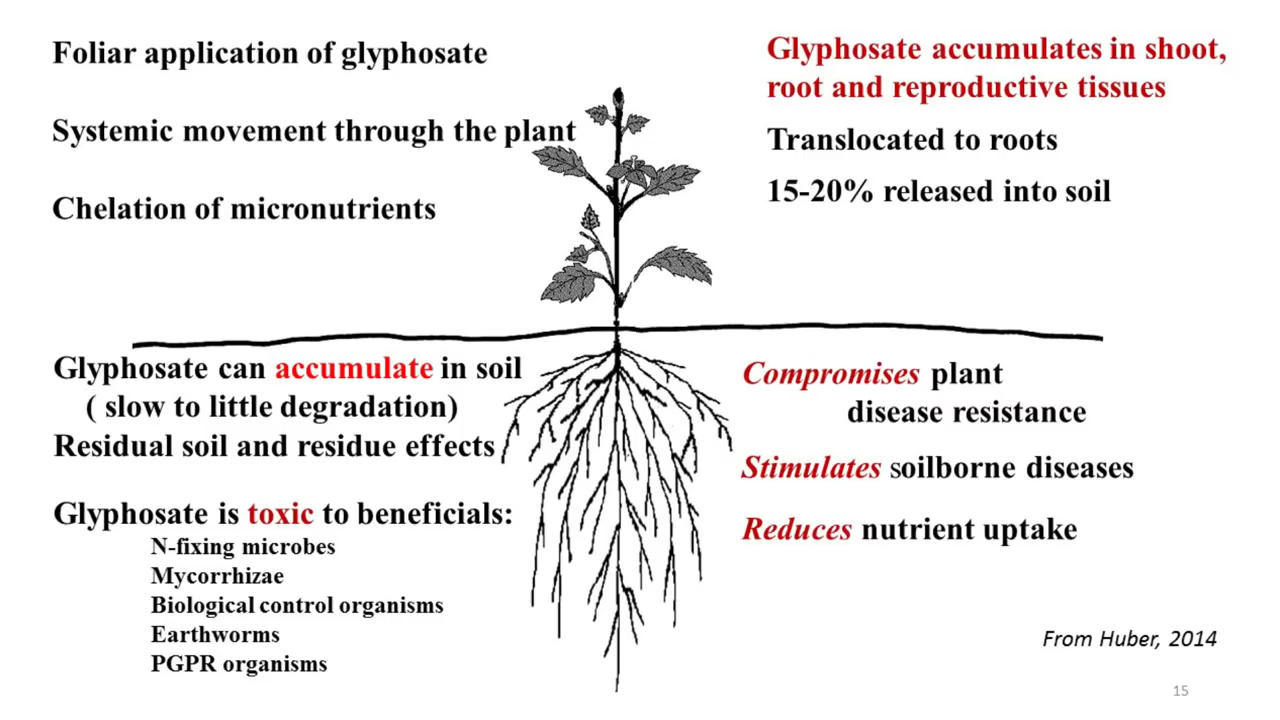 Foliar application of glyphosate
Systemic movement through the plant
Chelation of micronutrients
Glyphosate accumulates in shoot,
root and reproductive tissues
Translocated to roots
15-20% released into soil
Glyphosate can accumulate in soil
( slow to little degradation)
Residual soil and residue effects
Glyphosate is toxic to beneficials:
N-fixing microbes
Mycorrhizae
Biological control organisms
Earthworms
PGPR organisms
Compromises plant
disease resistance
Stimulates soilborne diseases
Reduces nutrient uptake
From Huber, 2014
15